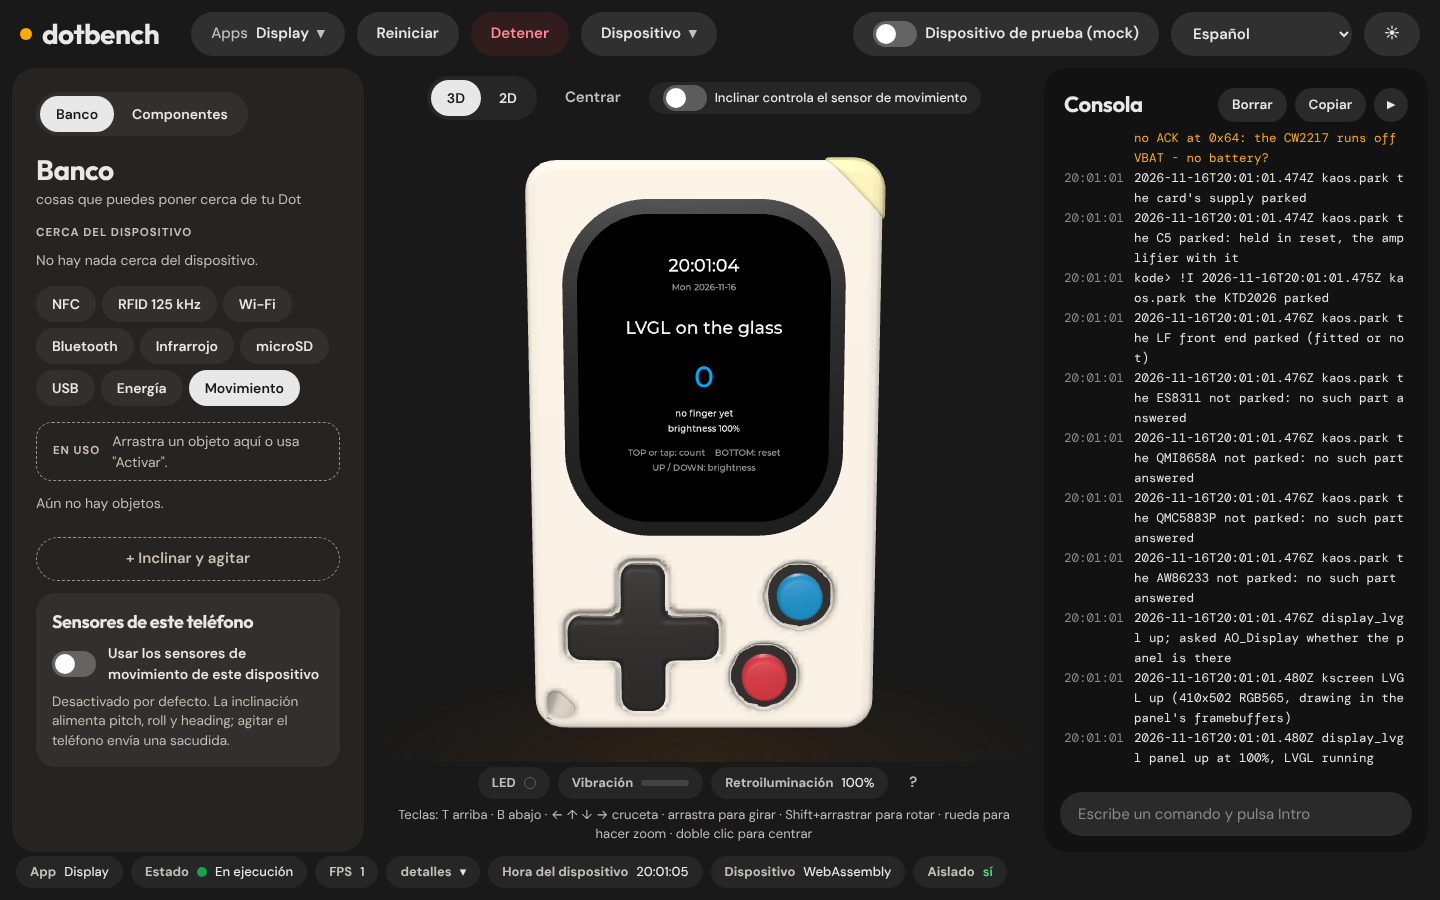 dotbench
Apps Display ▾
Reiniciar
Detener
Dispositivo ▾
Dispositivo de prueba (mock)
Español
Banco
Componentes
Banco
cosas que puedes poner cerca de tu Dot
CERCA DEL DISPOSITIVO
No hay nada cerca del dispositivo.
NFC
RFID 125 kHz
Wi-Fi
Bluetooth
Infrarrojo
microSD
USB
Energía
Movimiento
EN USO
Arrastra un objeto aquí o usa
"Activar".
Aún no hay objetos.
+ Inclinar y agitar
Sensores de este teléfono
Usar los sensores de
movimiento de este dispositivo
Desactivado por defecto. La inclinación
alimenta pitch, roll y heading; agitar el
teléfono envía una sacudida.
3D
2D
Centrar
Inclinar controla el sensor de movimiento
20:01:04
Mon 2026-11-16
LVGL on the glass
0
no finger yet
brightness 100%
TOP or tap: count BOTTOM: reset
UP / DOWN: brightness
LED
Vibración
Retroiluminación 100%
?
Teclas: T arriba · B abajo · ← ↑ ↓ → cruceta · arrastra para girar · Shift+arrastrar para rotar · rueda para
hacer zoom · doble clic para centrar
Consola
Borrar
Copiar
no ACK at 0x64: the CW2217 runs off
VBAT - no battery?
20:01:01 2026-11-16T20:01:01.474Z kaos.park t
he card's supply parked
20:01:01 2026-11-16T20:01:01.474Z kaos.park t
he C5 parked: held in reset, the amp
lifier with it
20:01:01 kode> !I 2026-11-16T20:01:01.475Z ka
os.park the KTD2026 parked
20:01:01 2026-11-16T20:01:01.476Z kaos.park t
he LF front end parked (fitted or no
t)
20:01:01 2026-11-16T20:01:01.476Z kaos.park t
he ES8311 not parked: no such part a
nswered
20:01:01 2026-11-16T20:01:01.476Z kaos.park t
he QMI8658A not parked: no such part
answered
20:01:01 2026-11-16T20:01:01.476Z kaos.park t
he QMC5883P not parked: no such part
answered
20:01:01 2026-11-16T20:01:01.476Z kaos.park t
he AW86233 not parked: no such part
answered
20:01:01 2026-11-16T20:01:01.476Z display_lvg
l up; asked AO_Display whether the p
anel is there
20:01:01 2026-11-16T20:01:01.480Z kscreen LVG
L up (410x502 RGB565, drawing in the
panel's framebuffers)
20:01:01 2026-11-16T20:01:01.480Z display_lvg
l panel up at 100%, LVGL running
Escribe un comando y pulsa Intro
App Display
Estado En ejecución
FPS 1
detalles ▾
Hora del dispositivo 20:01:05
Dispositivo WebAssembly
Aislado sí